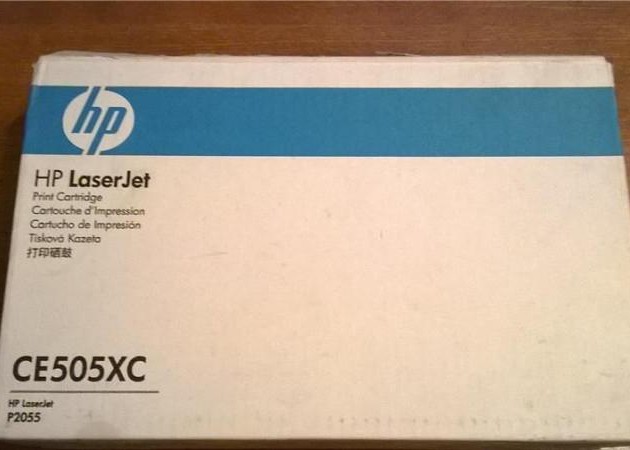 hp
HP LaserJet
Print Cartridge
Cartouche d'Impression
Cartucho de Impresión
Tisková Kazeta
打印硒鼓
CE505XC
HP LaserJet
P2055